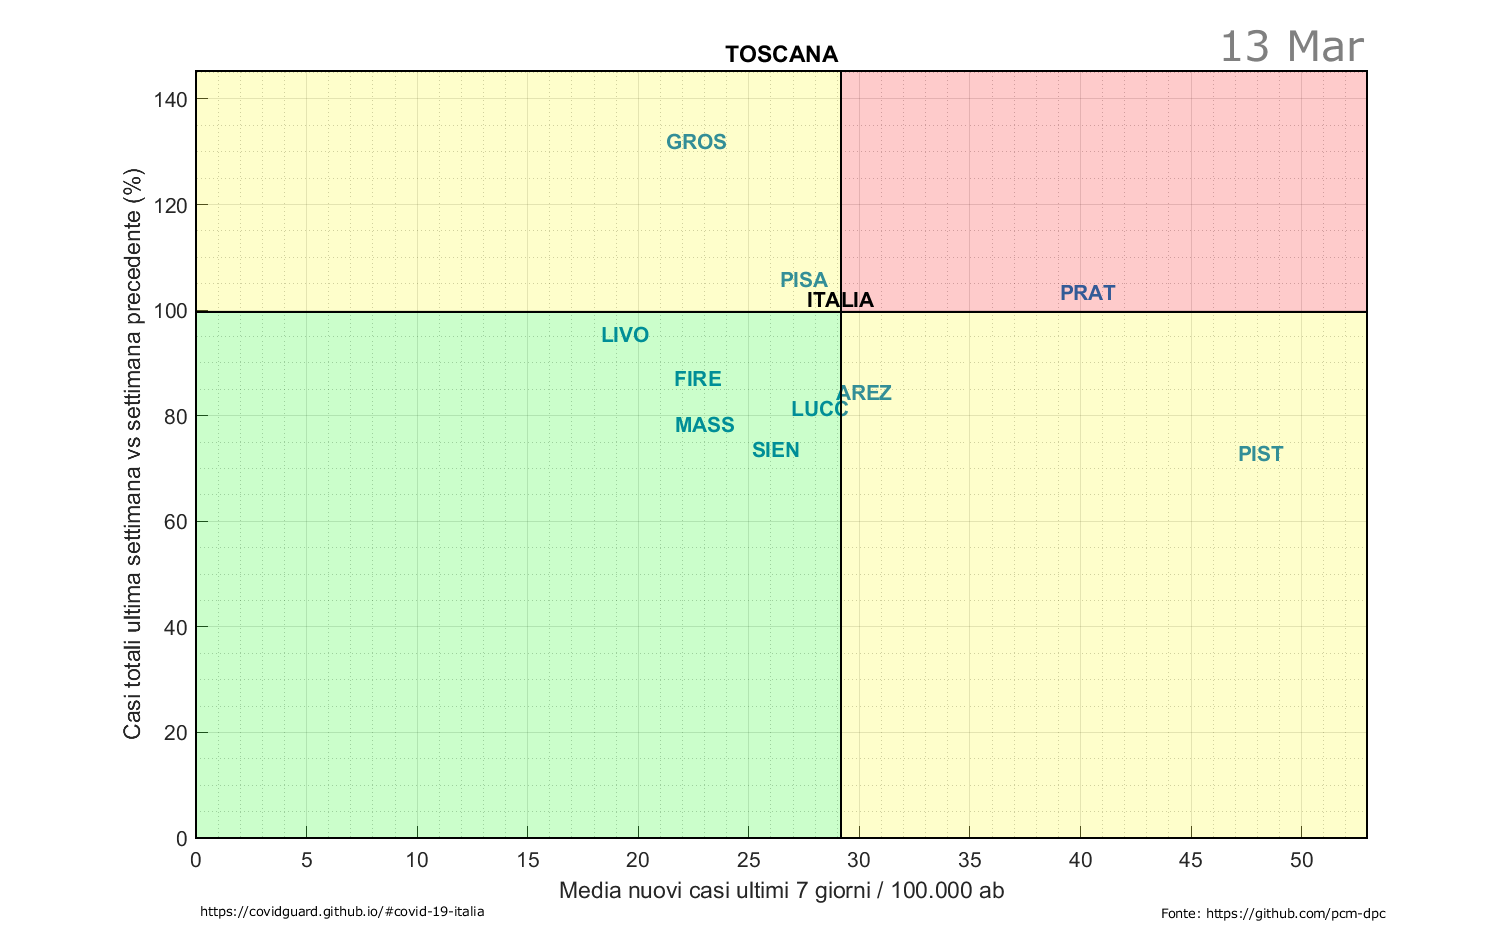 TOSCANA
13 Mar
Casi totali ultima settimana vs settimana precedente (%)
140
120
100
80
60
40
20
0
GROS
PISA
ITALIA
PRAT
LIVO
FIRE
AREZ
LUCC
MASS
SIEN
PIST
0 5 10 15 20 25 30 35 40 45 50
Media nuovi casi ultimi 7 giorni / 100.000 ab
https://covidguard.github.io/#covid-19-italia
Fonte: https://github.com/pcm-dpc